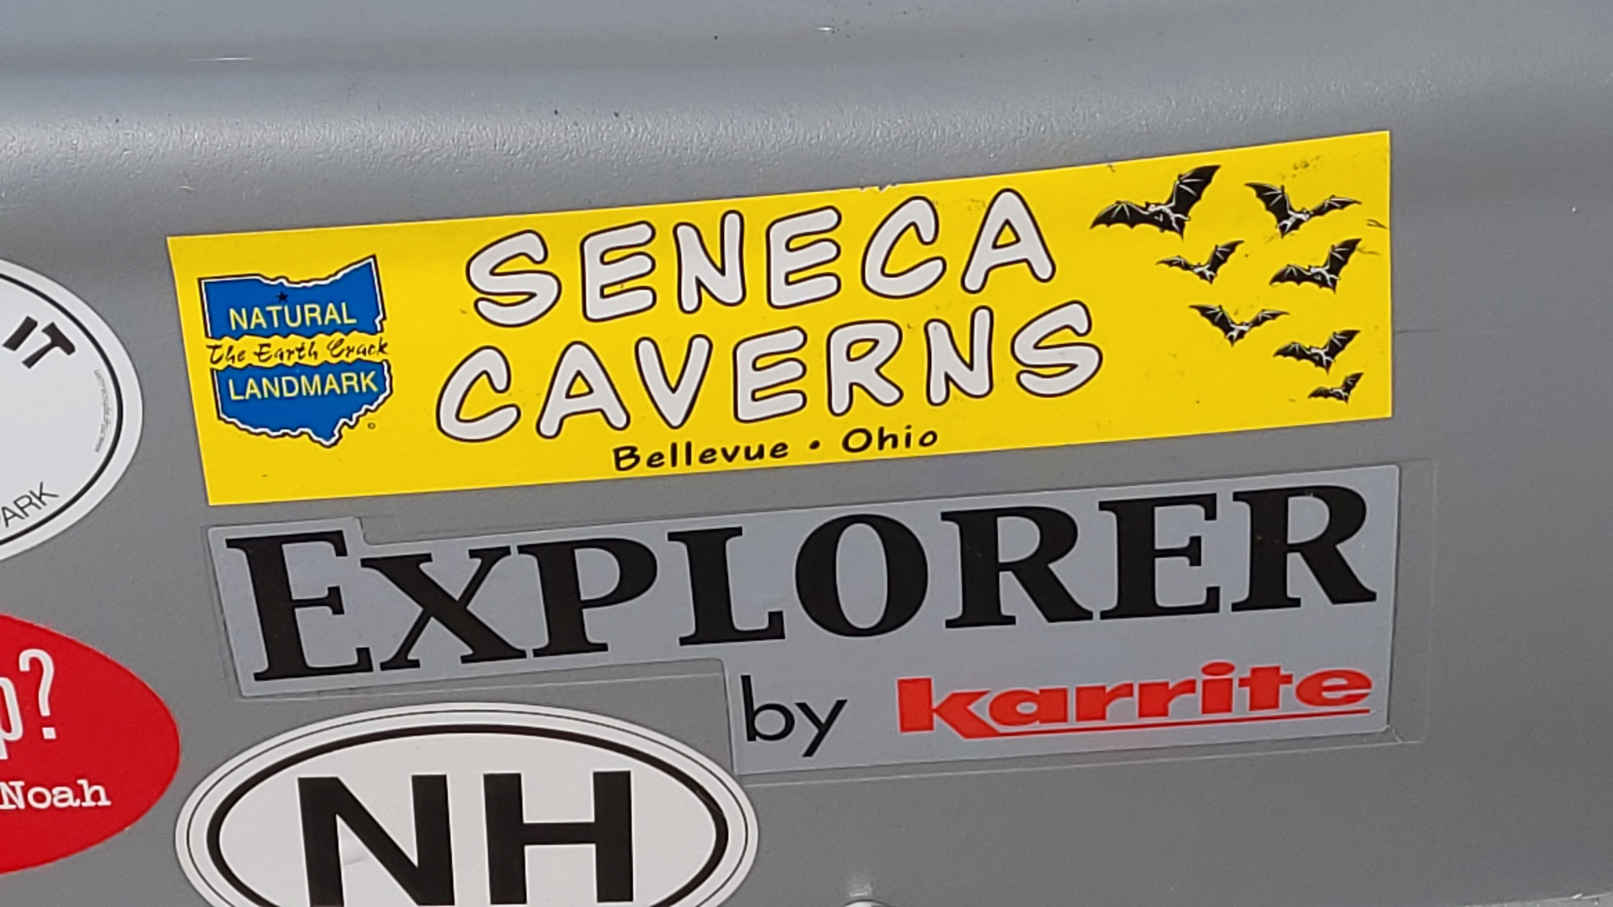 SENECA
CAVERNS
Bellevue • Ohio
NATURAL
The Earth Crack
LANDMARK
EXPLORER
by karrite
NH
IT
ARK
p?
Noah